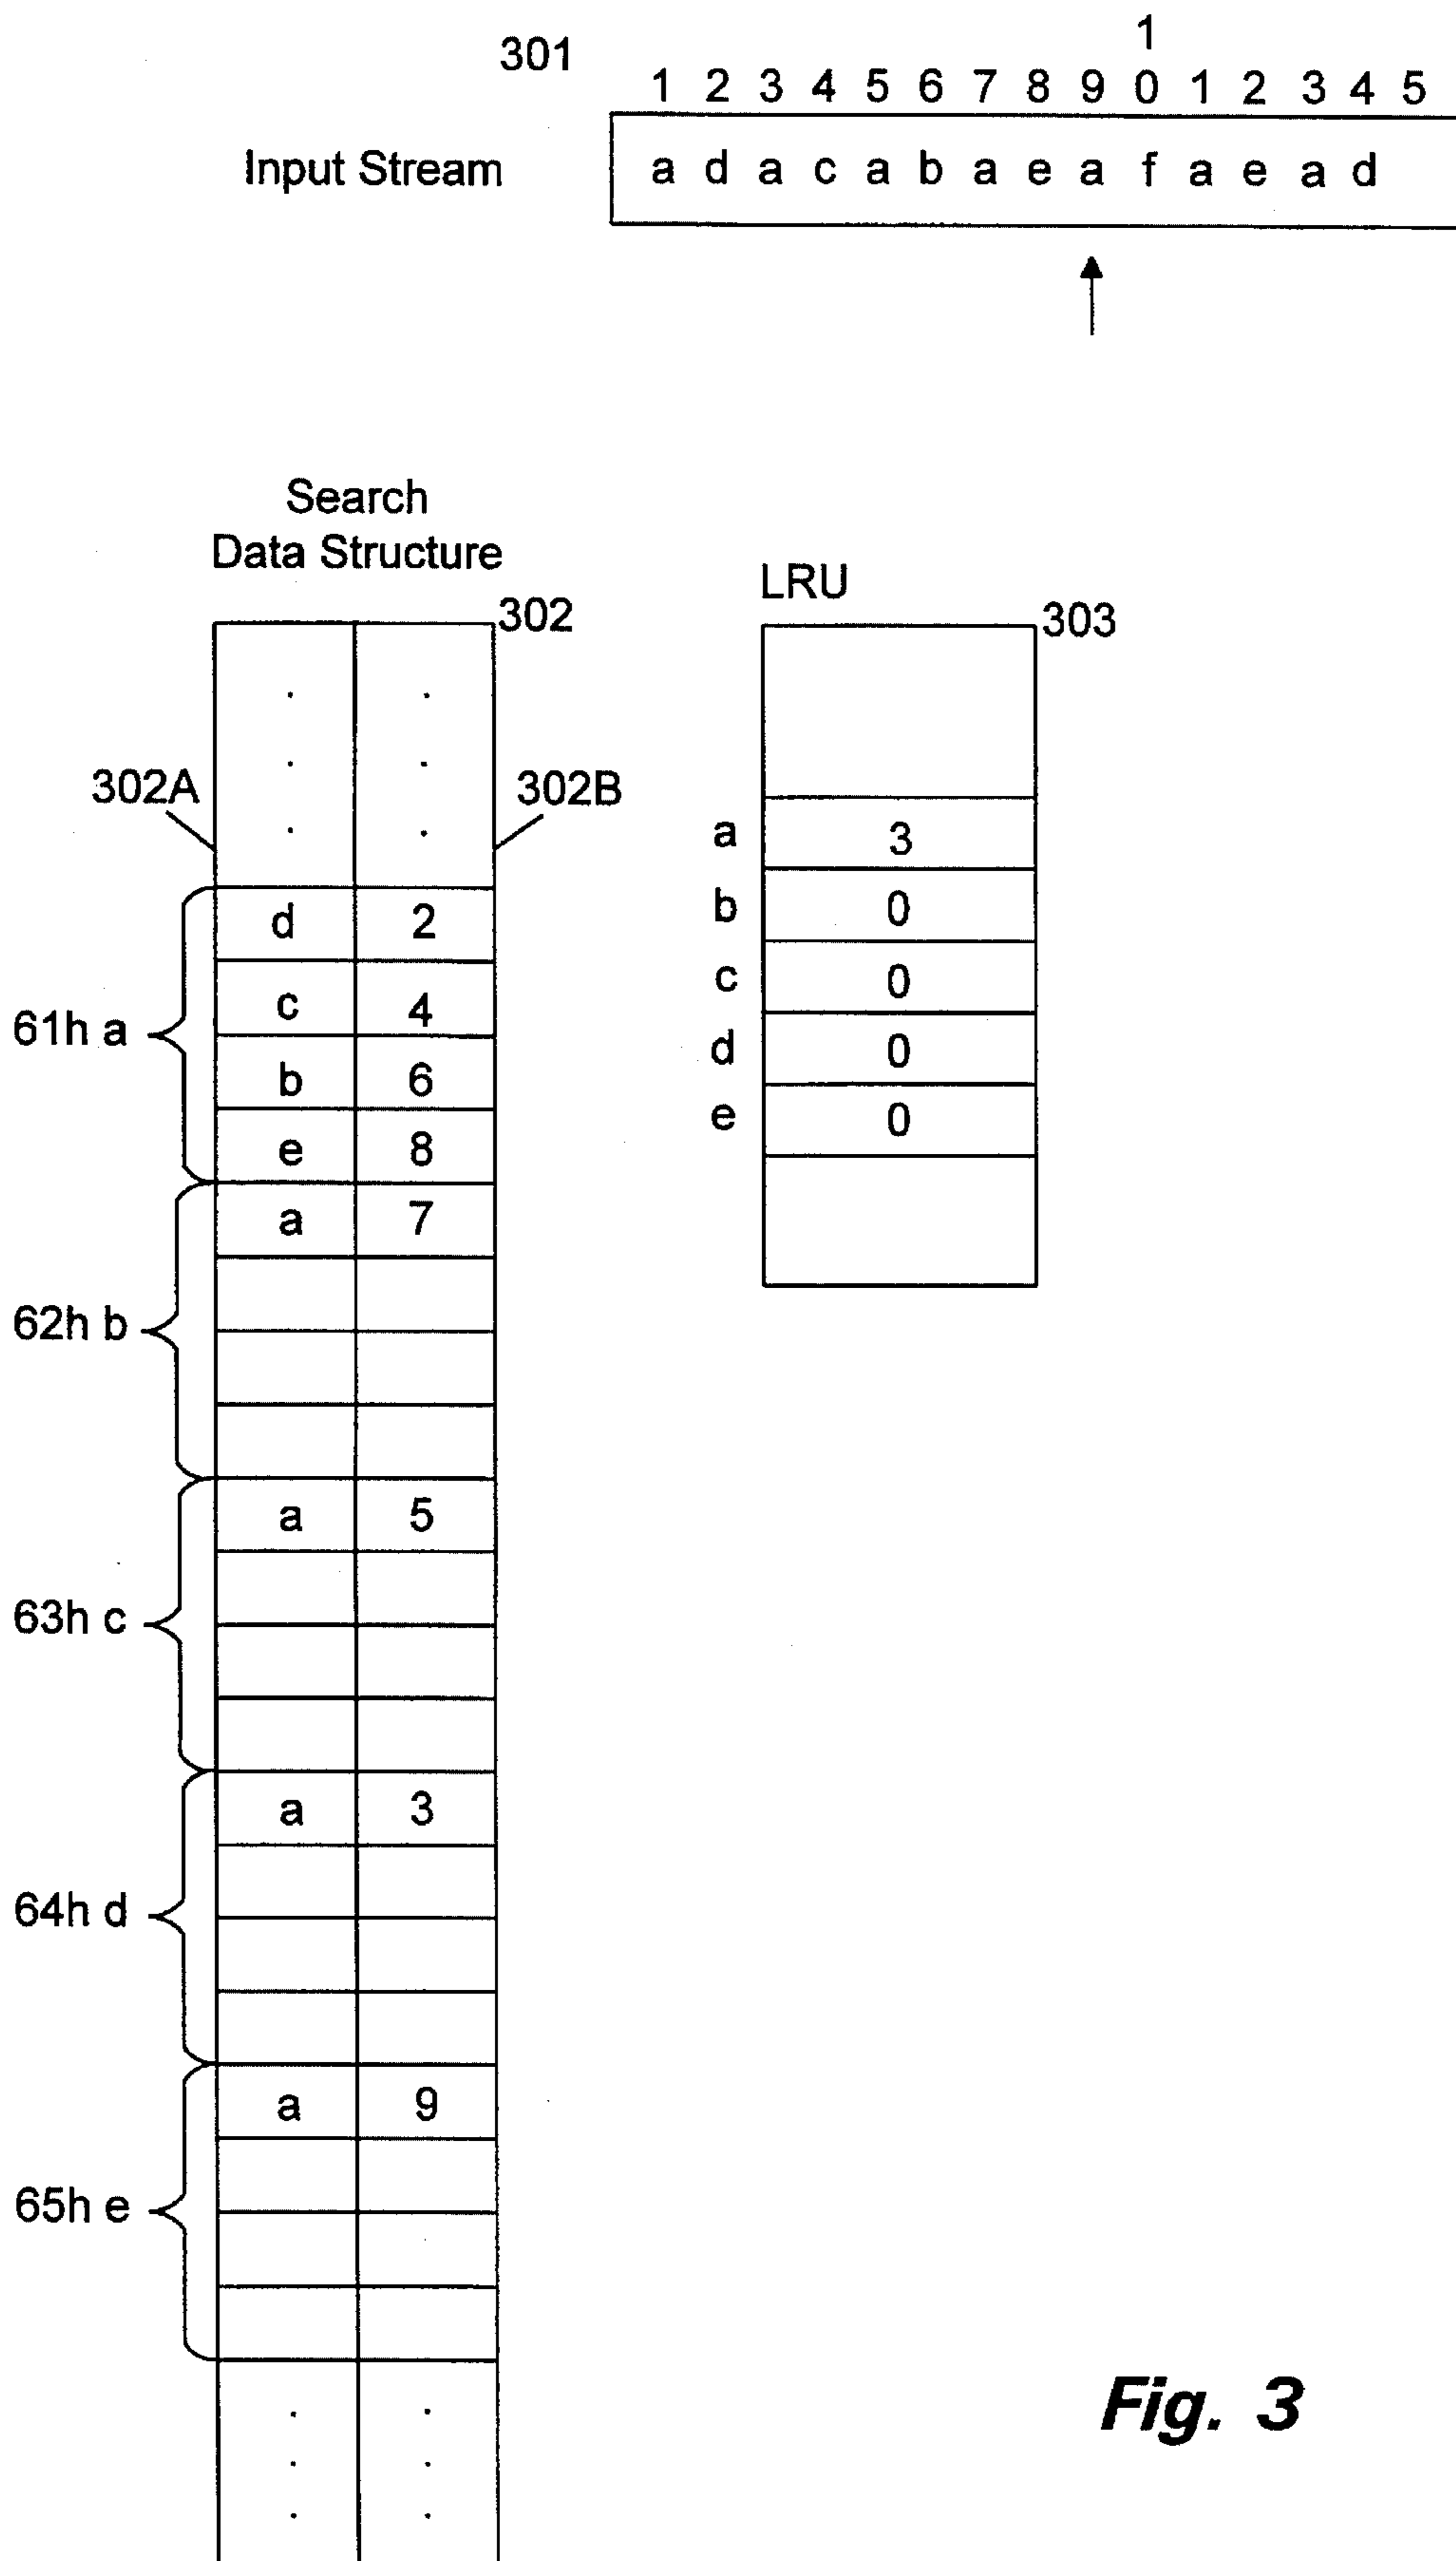 1
301 1 2 3 4 5 6 7 8 9 0 1 2 3 4 5
Input Stream a d a c a b a e a f a e a d
Search
Data Structure
302
LRU
303
302A
302B
61h a
d 2
c 4
b 6
e 8
62h b
a 7
63h c
a 5
64h d
a 3
65h e
a 9
a 3
b 0
c 0
d 0
e 0
Fig. 3